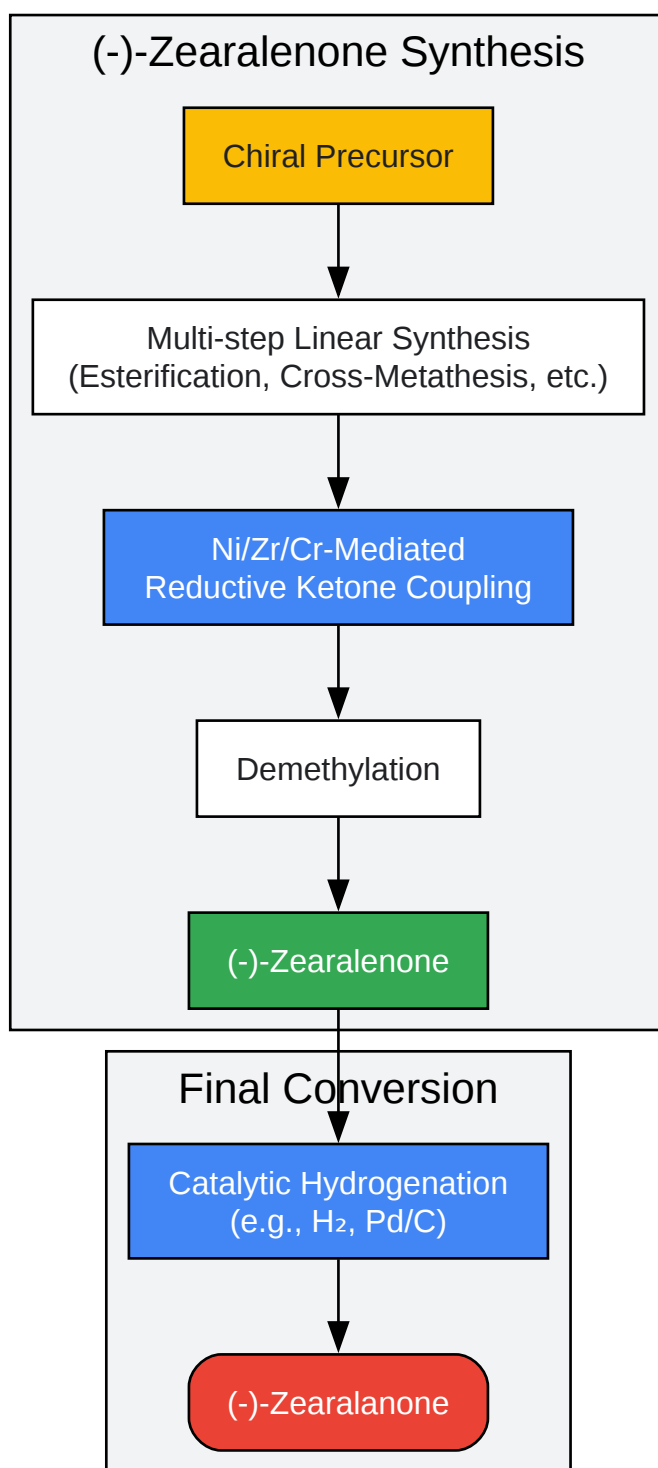 (-)-Zearalenone Synthesis
Chiral Precursor
Multi-step Linear Synthesis
(Esterification, Cross-Metathesis, etc.)
Ni/Zr/Cr-Mediated
Reductive Ketone Coupling
Demethylation
(-)-Zearalenone
Final Conversion
Catalytic Hydrogenation
(e.g., H₂, Pd/C)
(-)-Zearalanone